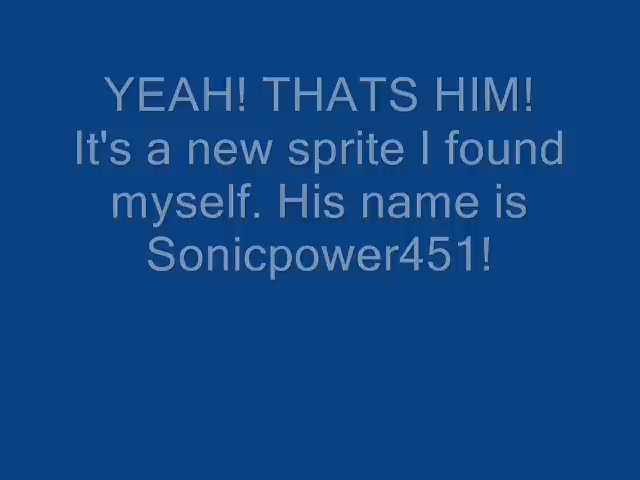 YEAH! THATS HIM!
It's a new sprite I found
myself. His name is
Sonicpower451!